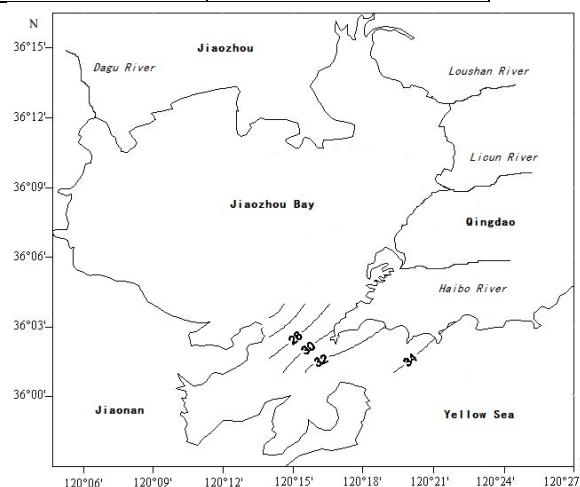 N
36°15'
Jiaozhou
Dagu River
Loushan River
36°12'
Licun River
36°09'
Jiaozhou Bay
Qingdao
36°06'
Haibo River
36°03'
28
30
32
34
36°00'
Jiaonan
Yellow Sea
120°06' 120°09' 120°12' 120°15' 120°18' 120°21' 120°24' 120°27